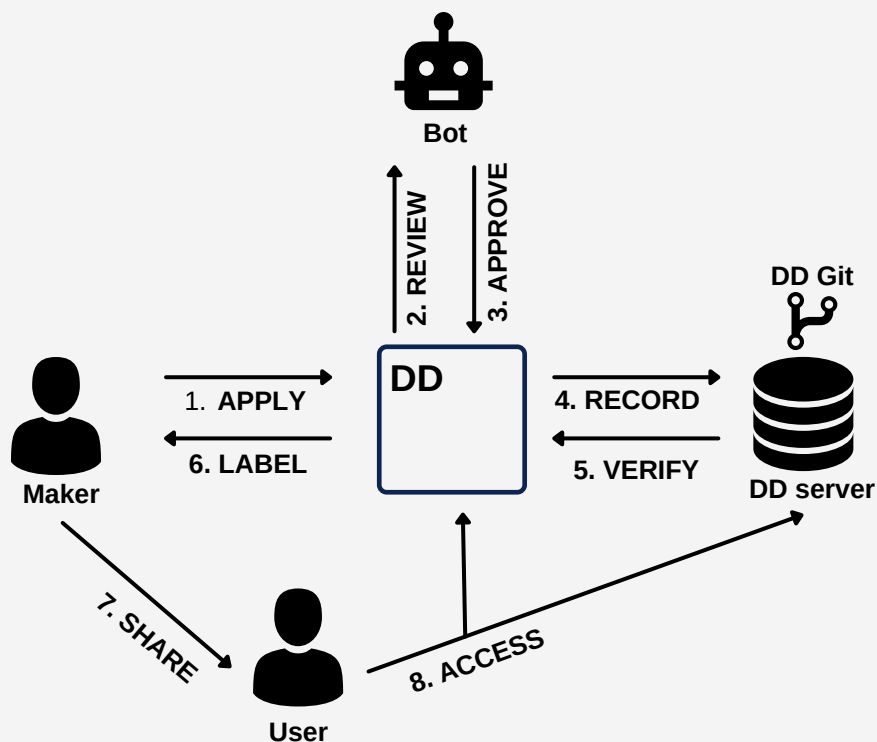 Bot
2. REVIEW
3. APPROVE
DD Git
DD
1. APPLY
4. RECORD
6. LABEL
5. VERIFY
Maker
DD server
7. SHARE
8. ACCESS
User